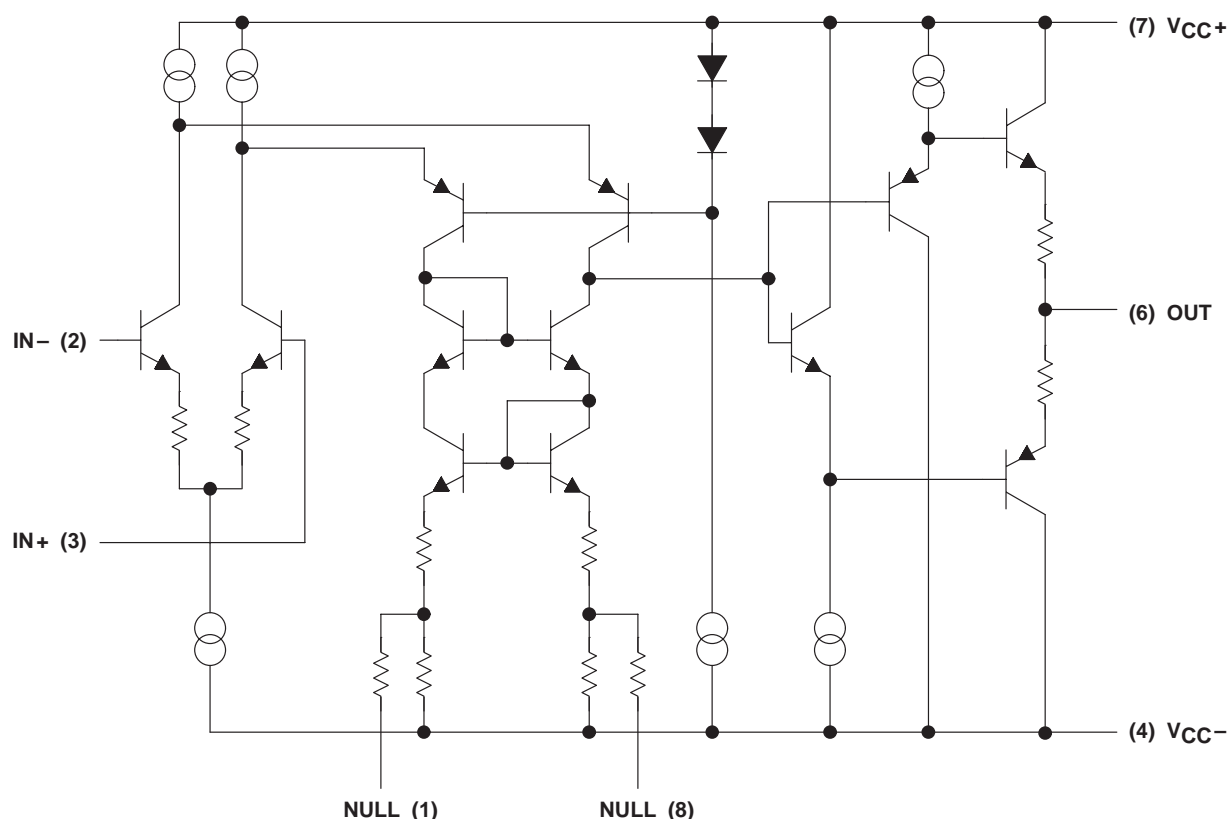 (7) VCC+
IN– (2)
(6) OUT
IN+ (3)
(4) VCC–
NULL (1)
NULL (8)